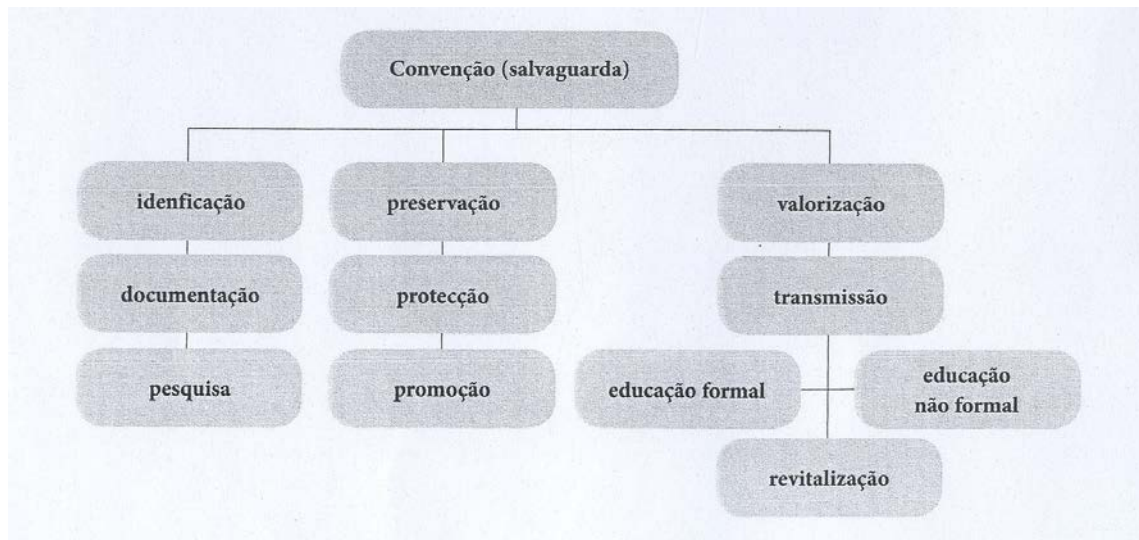 Convenção (salvaguarda)
idenficação
preservação
valorização
documentação
protecção
transmissão
pesquisa
promoção
educação formal
educação
não formal
revitalização